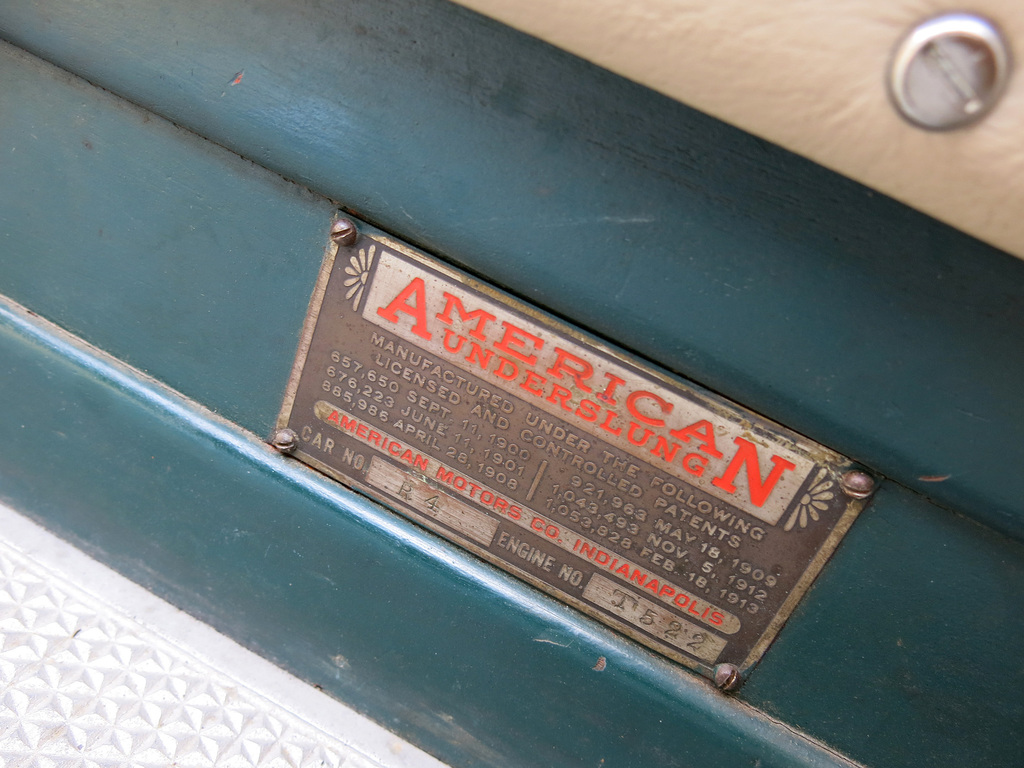 AMERICAN
UNDERSLUNG
MANUFACTURED UNDER THE FOLLOWING
LICENSED AND CONTROLLED PATENTS
657,650 SEPT. 11, 1900
676,223 JUNE 11, 1901
885,986 APRIL 28, 1908
921,963 MAY 18, 1909
1,043,493 NOV. 5, 1912
1,053,828 FEB. 18, 1913
AMERICAN MOTORS CO. INDIANAPOLIS
CAR NO. R 4 ENGINE NO. T522